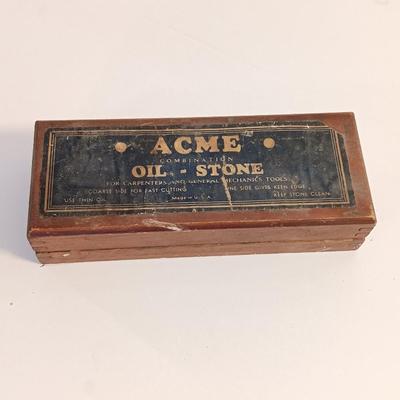 ACME
COMBINATION
OIL - STONE
FOR CARPENTERS AND GENERAL MECHANICS TOOLS
COARSE SIDE FOR FAST CUTTING FINE SIDE GIVES KEEN EDGE
USE THIN OIL KEEP STONE CLEAN
MADE IN U.S.A.